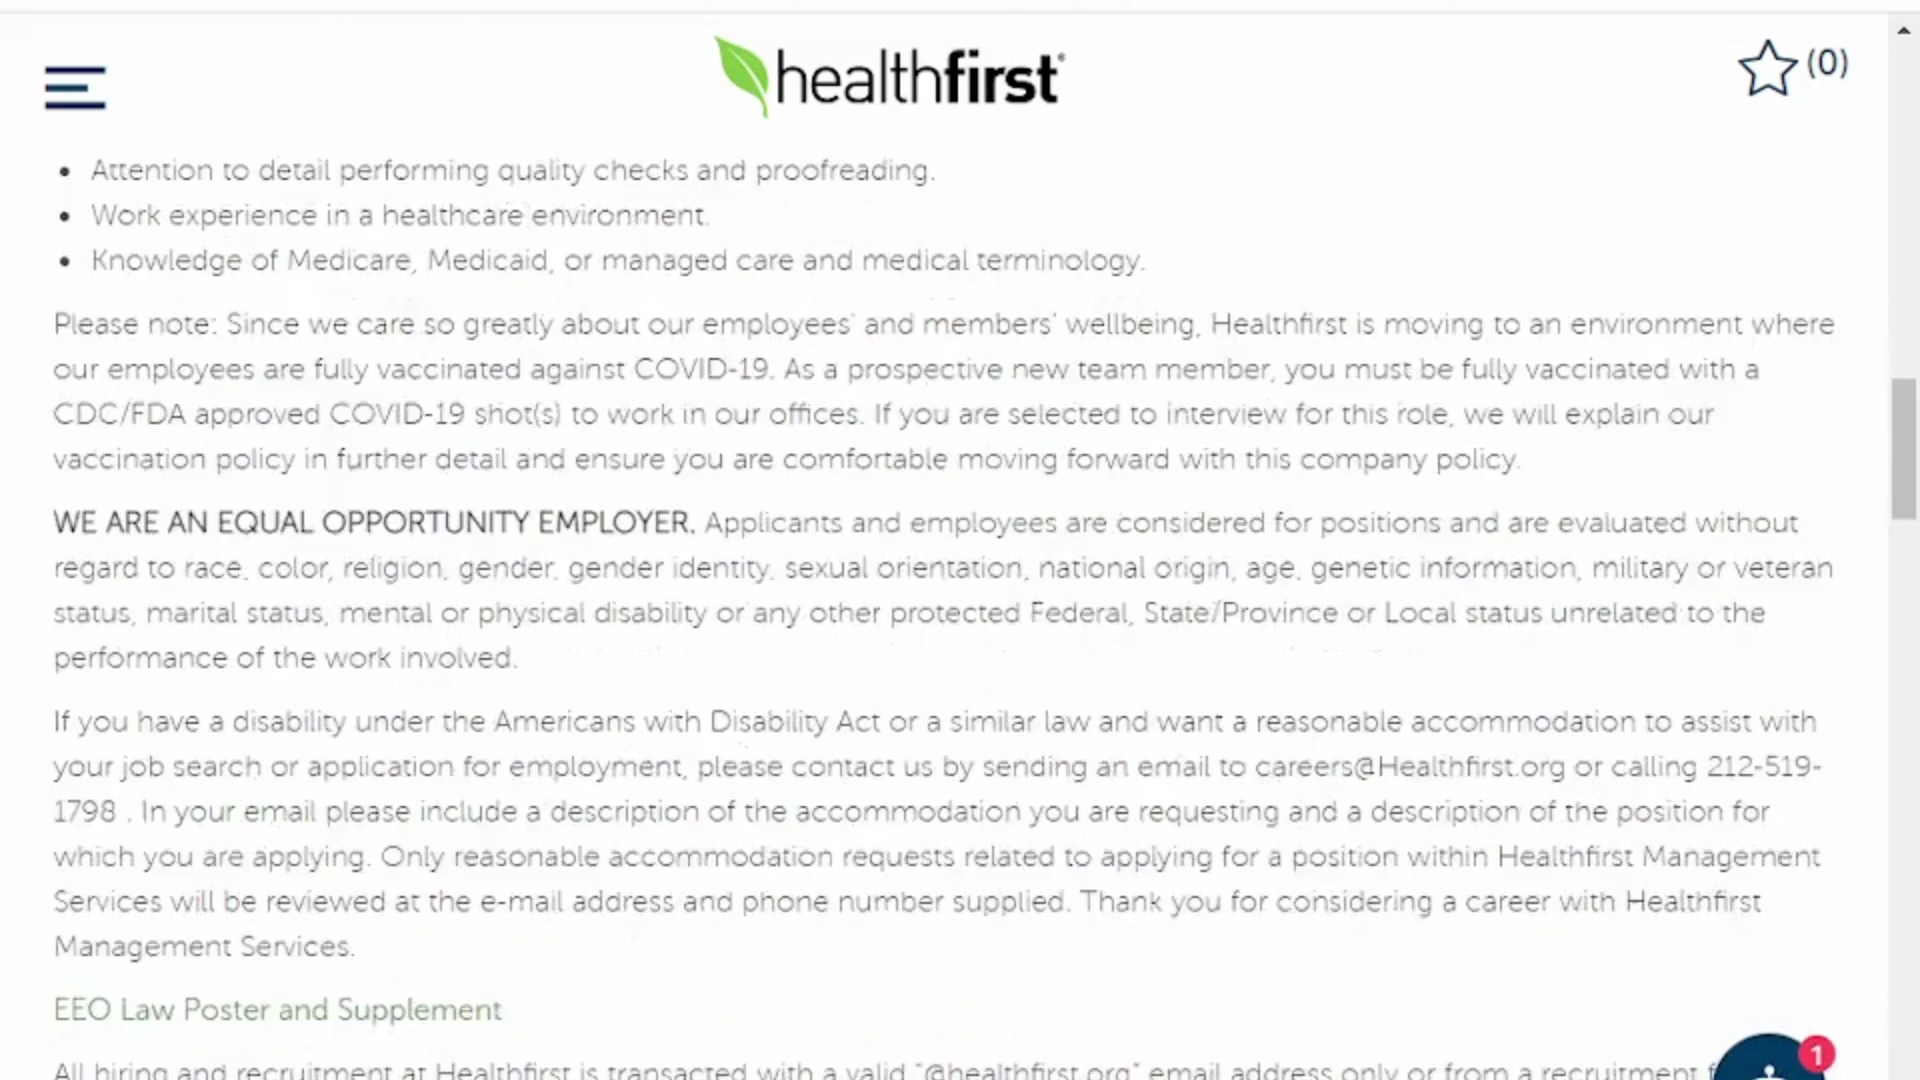 healthfirst
(0)
Attention to detail performing quality checks and proofreading.
Work experience in a healthcare environment.
Knowledge of Medicare, Medicaid, or managed care and medical terminology.
Please note: Since we care so greatly about our employees' and members' wellbeing, Healthfirst is moving to an environment where
our employees are fully vaccinated against COVID-19. As a prospective new team member, you must be fully vaccinated with a
CDC/FDA approved COVID-19 shot(s) to work in our offices. If you are selected to interview for this role, we will explain our
vaccination policy in further detail and ensure you are comfortable moving forward with this company policy.
WE ARE AN EQUAL OPPORTUNITY EMPLOYER. Applicants and employees are considered for positions and are evaluated without
regard to race, color, religion, gender, gender identity, sexual orientation, national origin, age, genetic information, military or veteran
status, marital status, mental or physical disability or any other protected Federal, State/Province or Local status unrelated to the
performance of the work involved.
If you have a disability under the Americans with Disability Act or a similar law and want a reasonable accommodation to assist with
your job search or application for employment, please contact us by sending an email to careers@Healthfirst.org or calling 212-519-
1798 . In your email please include a description of the accommodation you are requesting and a description of the position for
which you are applying. Only reasonable accommodation requests related to applying for a position within Healthfirst Management
Services will be reviewed at the e-mail address and phone number supplied. Thank you for considering a career with Healthfirst
Management Services.
EEO Law Poster and Supplement
All hiring and recruitment at Healthfirst is transacted with a valid "@healthfirst.org" email address only or from a recruitment
1